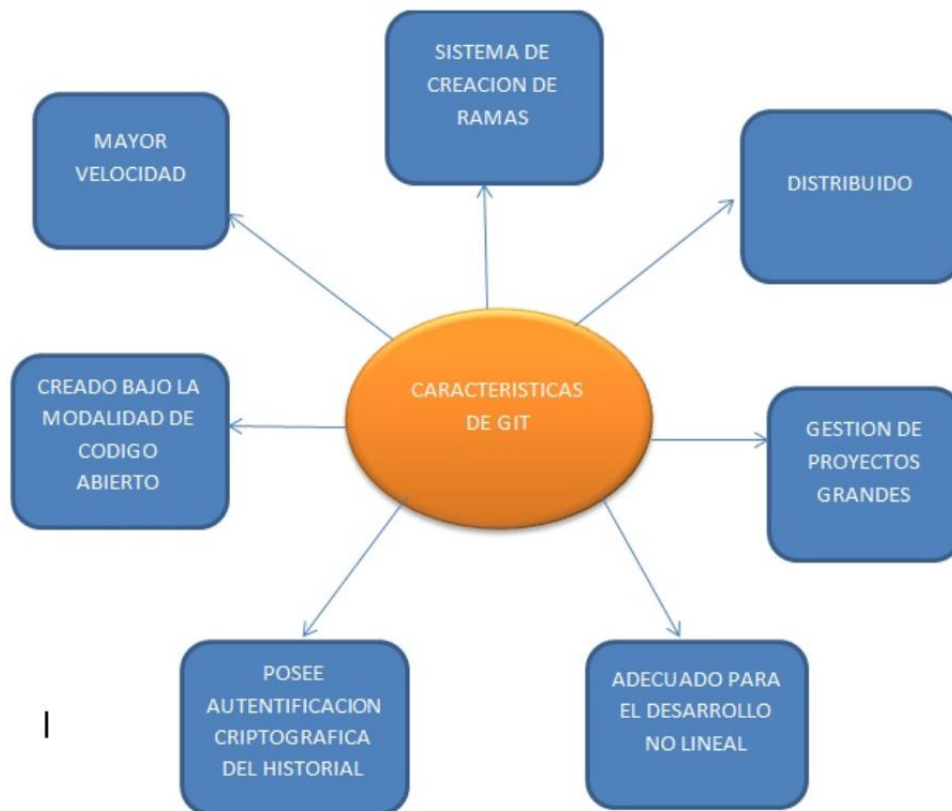 SISTEMA DE
CREACION DE
RAMAS
MAYOR
VELOCIDAD
DISTRIBUIDO
CARACTERISTICAS
DE GIT
CREADO BAJO LA
MODALIDAD DE
CODIGO
ABIERTO
GESTION DE
PROYECTOS
GRANDES
POSEE
AUTENTIFICACION
CRIPTOGRAFICA
DEL HISTORIAL
ADECUADO PARA
EL DESARROLLO
NO LINEAL